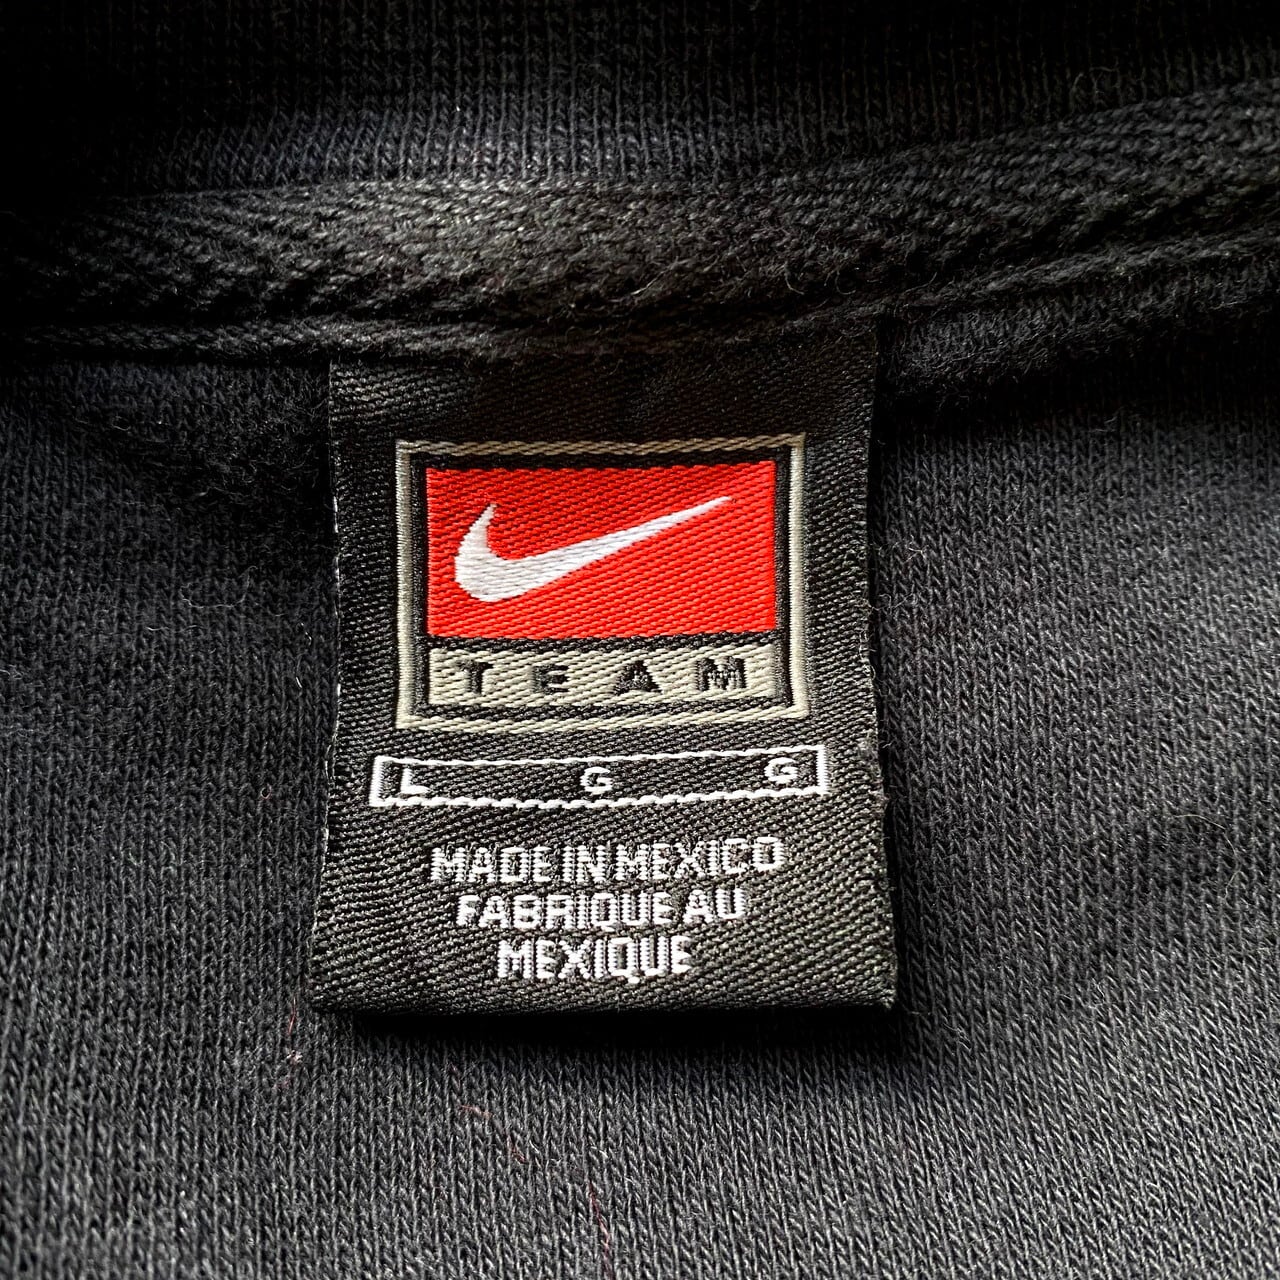 TEAM
L G G
MADE IN MEXICO
FABRIQUE AU
MEXIQUE